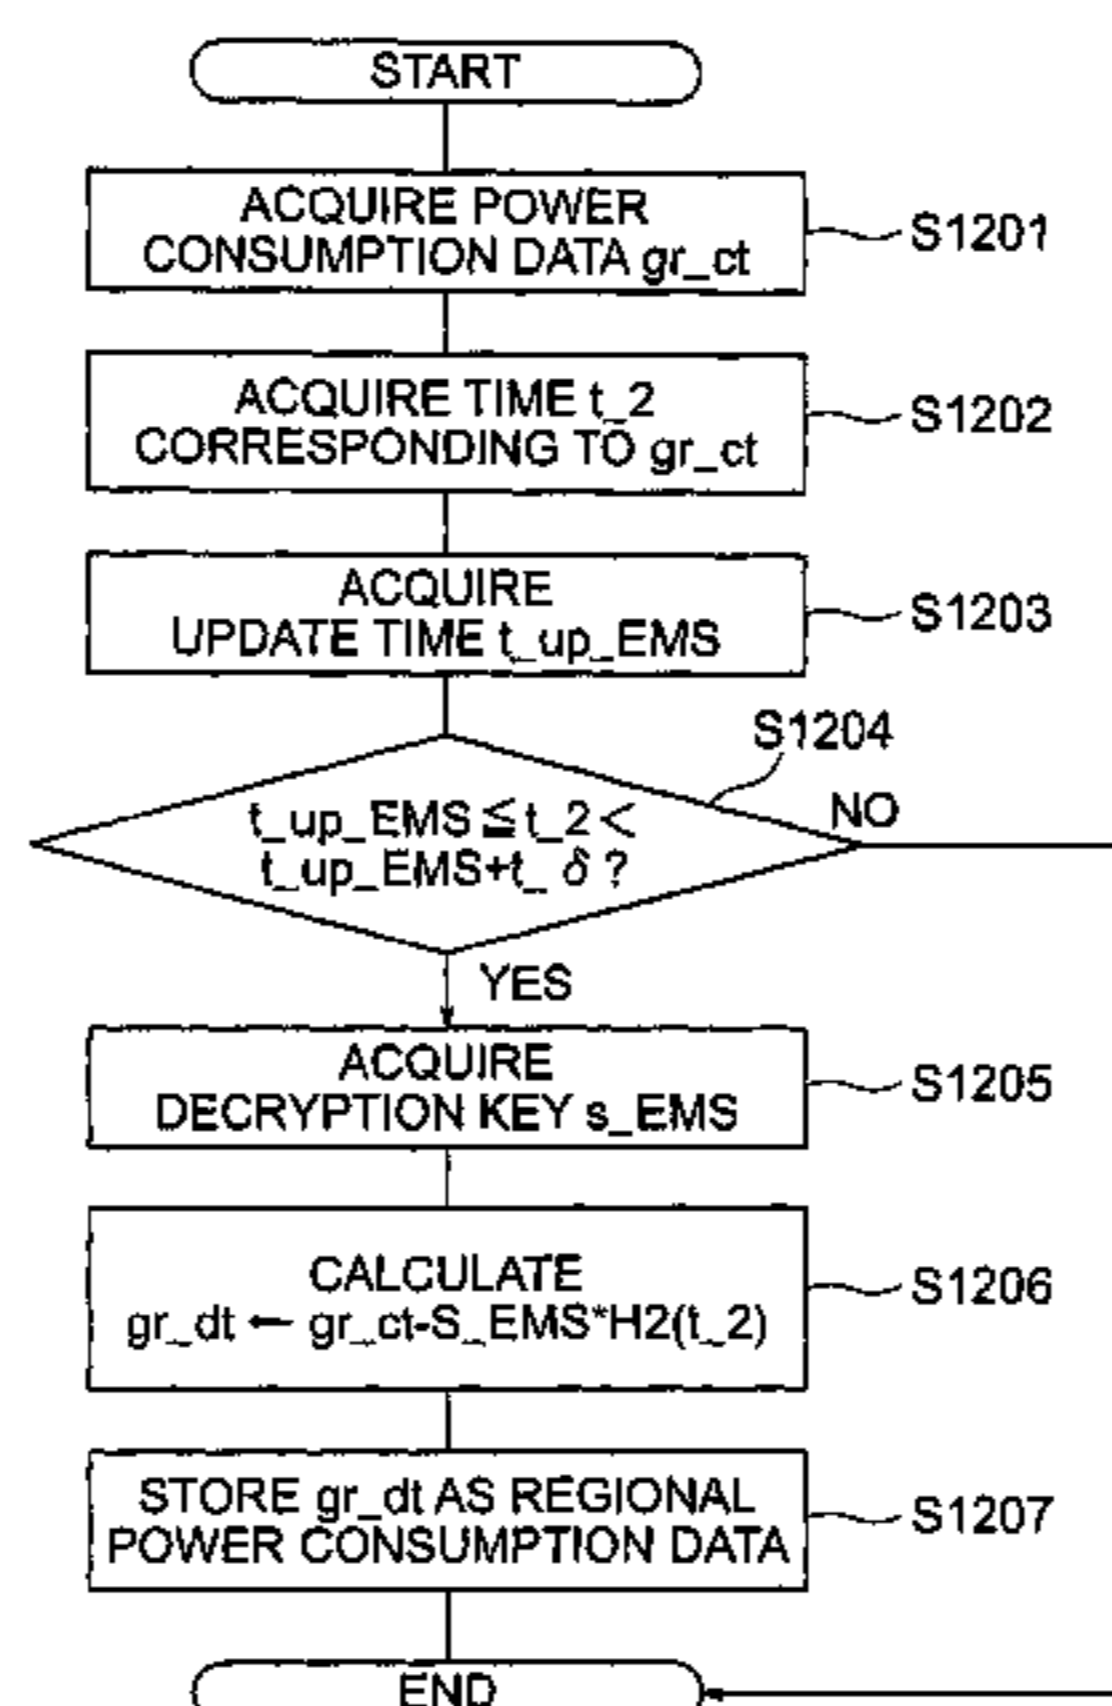 START
ACQUIRE POWER
CONSUMPTION DATA gr_ct
S1201
ACQUIRE TIME t_2
CORRESPONDING TO gr_ct
S1202
ACQUIRE
UPDATE TIME t_up_EMS
S1203
S1204
t_up_EMS ≦ t_2 <
t_up_EMS+t_ δ ?
NO
YES
ACQUIRE
DECRYPTION KEY s_EMS
S1205
CALCULATE
gr_dt ← gr_ct-S_EMS*H2(t_2)
S1206
STORE gr_dt AS REGIONAL
POWER CONSUMPTION DATA
S1207
END